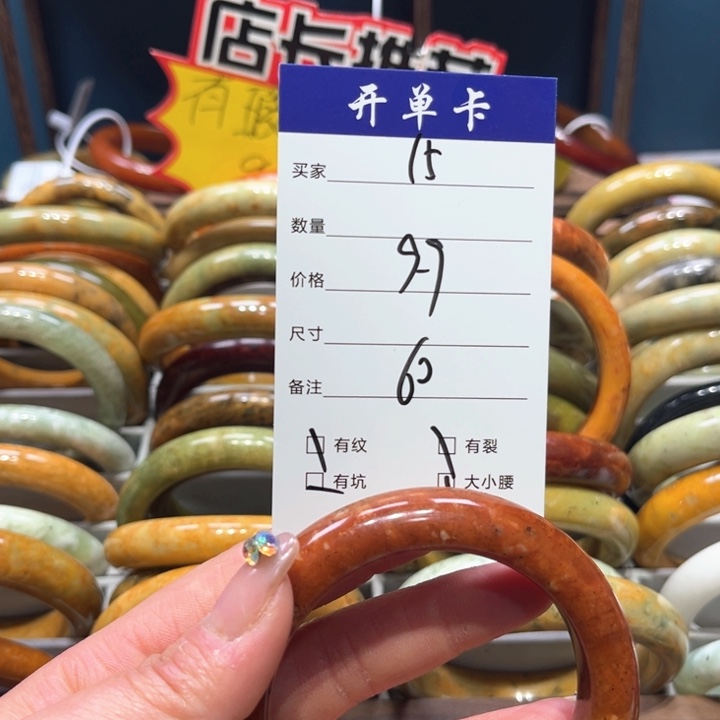 店长推荐
有瑕
开单卡
买家 15
数量
价格 97
尺寸
备注 60
有纹 有裂
有坑 大小腰